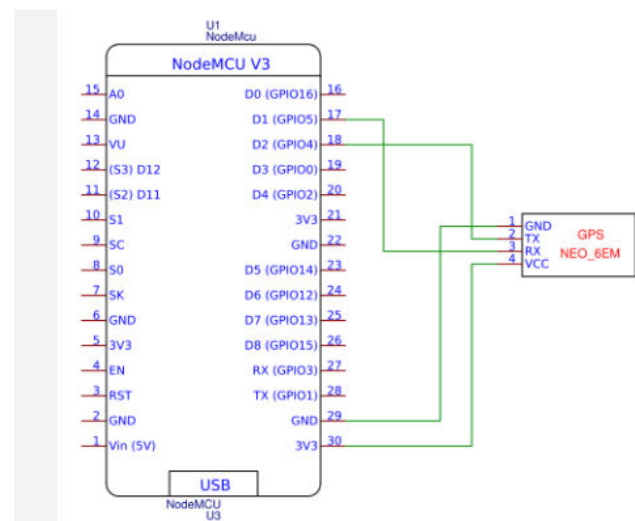 U1
NodeMcu
NodeMCU V3
15 A0 D0 (GPIO16) 16
14 GND D1 (GPIO5) 17
13 VU D2 (GPIO4) 18
12 (S3) D12 D3 (GPIO0) 19
11 (S2) D11 D4 (GPIO2) 20
10 S1 3V3 21
9 SC GND 22
8 S0 D5 (GPIO14) 23
7 SK D6 (GPIO12) 24
6 GND D7 (GPIO13) 25
5 3V3 D8 (GPIO15) 26
4 EN RX (GPIO3) 27
3 RST TX (GPIO1) 28
2 GND GND 29
1 Vin (5V) 3V3 30
USB
NodeMCU
U3
1 GND
2 TX
3 RX
4 VCC
GPS
NEO_6EM